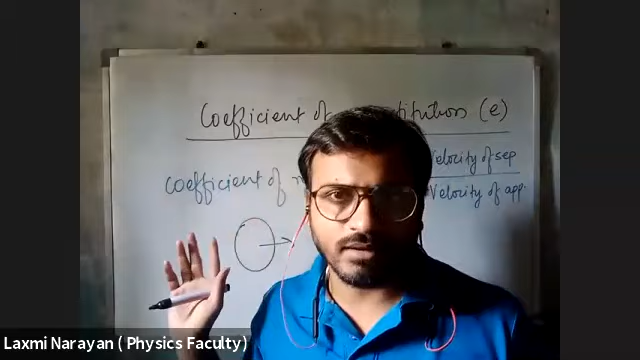 Coefficient of (e)
Coefficient of Velocity of sep
Velocity of app.
Laxmi Narayan ( Physics Faculty)